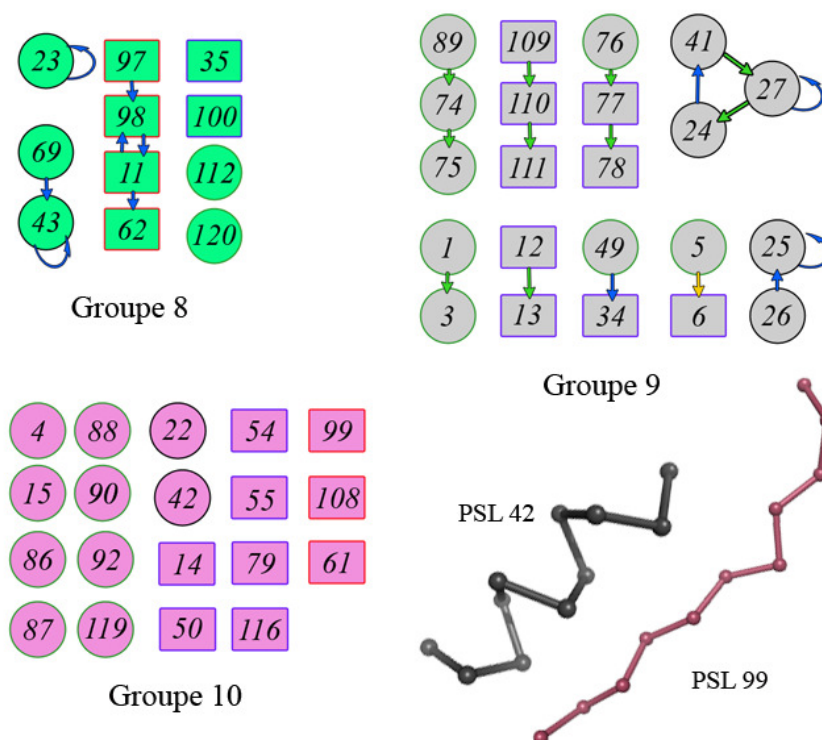 23 97 35
98 100
69 11 112
43 62 120
Groupe 8
89 109 76 41
74 110 77 27
75 111 78 24
1 12 49 5 25
3 13 34 6 26
Groupe 9
4 88 22 54 99
15 90 42 55 108
86 92 14 79 61
87 119 50 116
Groupe 10
PSL 42
PSL 99